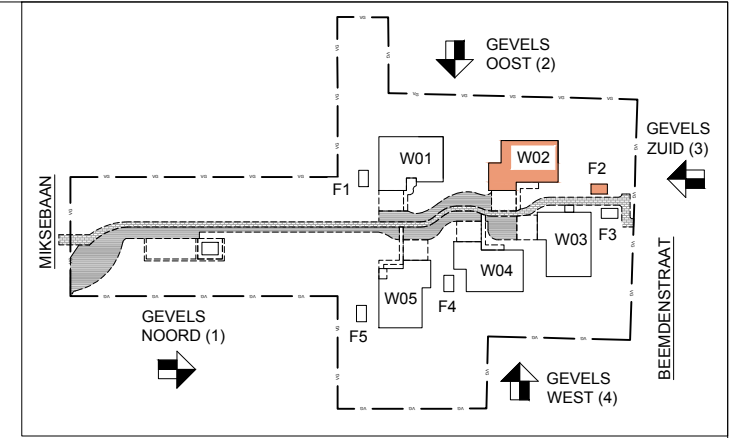 GEVELS
OOST (2)
GEVELS
ZUID (3)
W01
W02
F1
F2
F3
MIKSEBAAN
W03
W04
W05
F4
F5
BEEMDENSTRAAT
GEVELS
NOORD (1)
GEVELS
WEST (4)